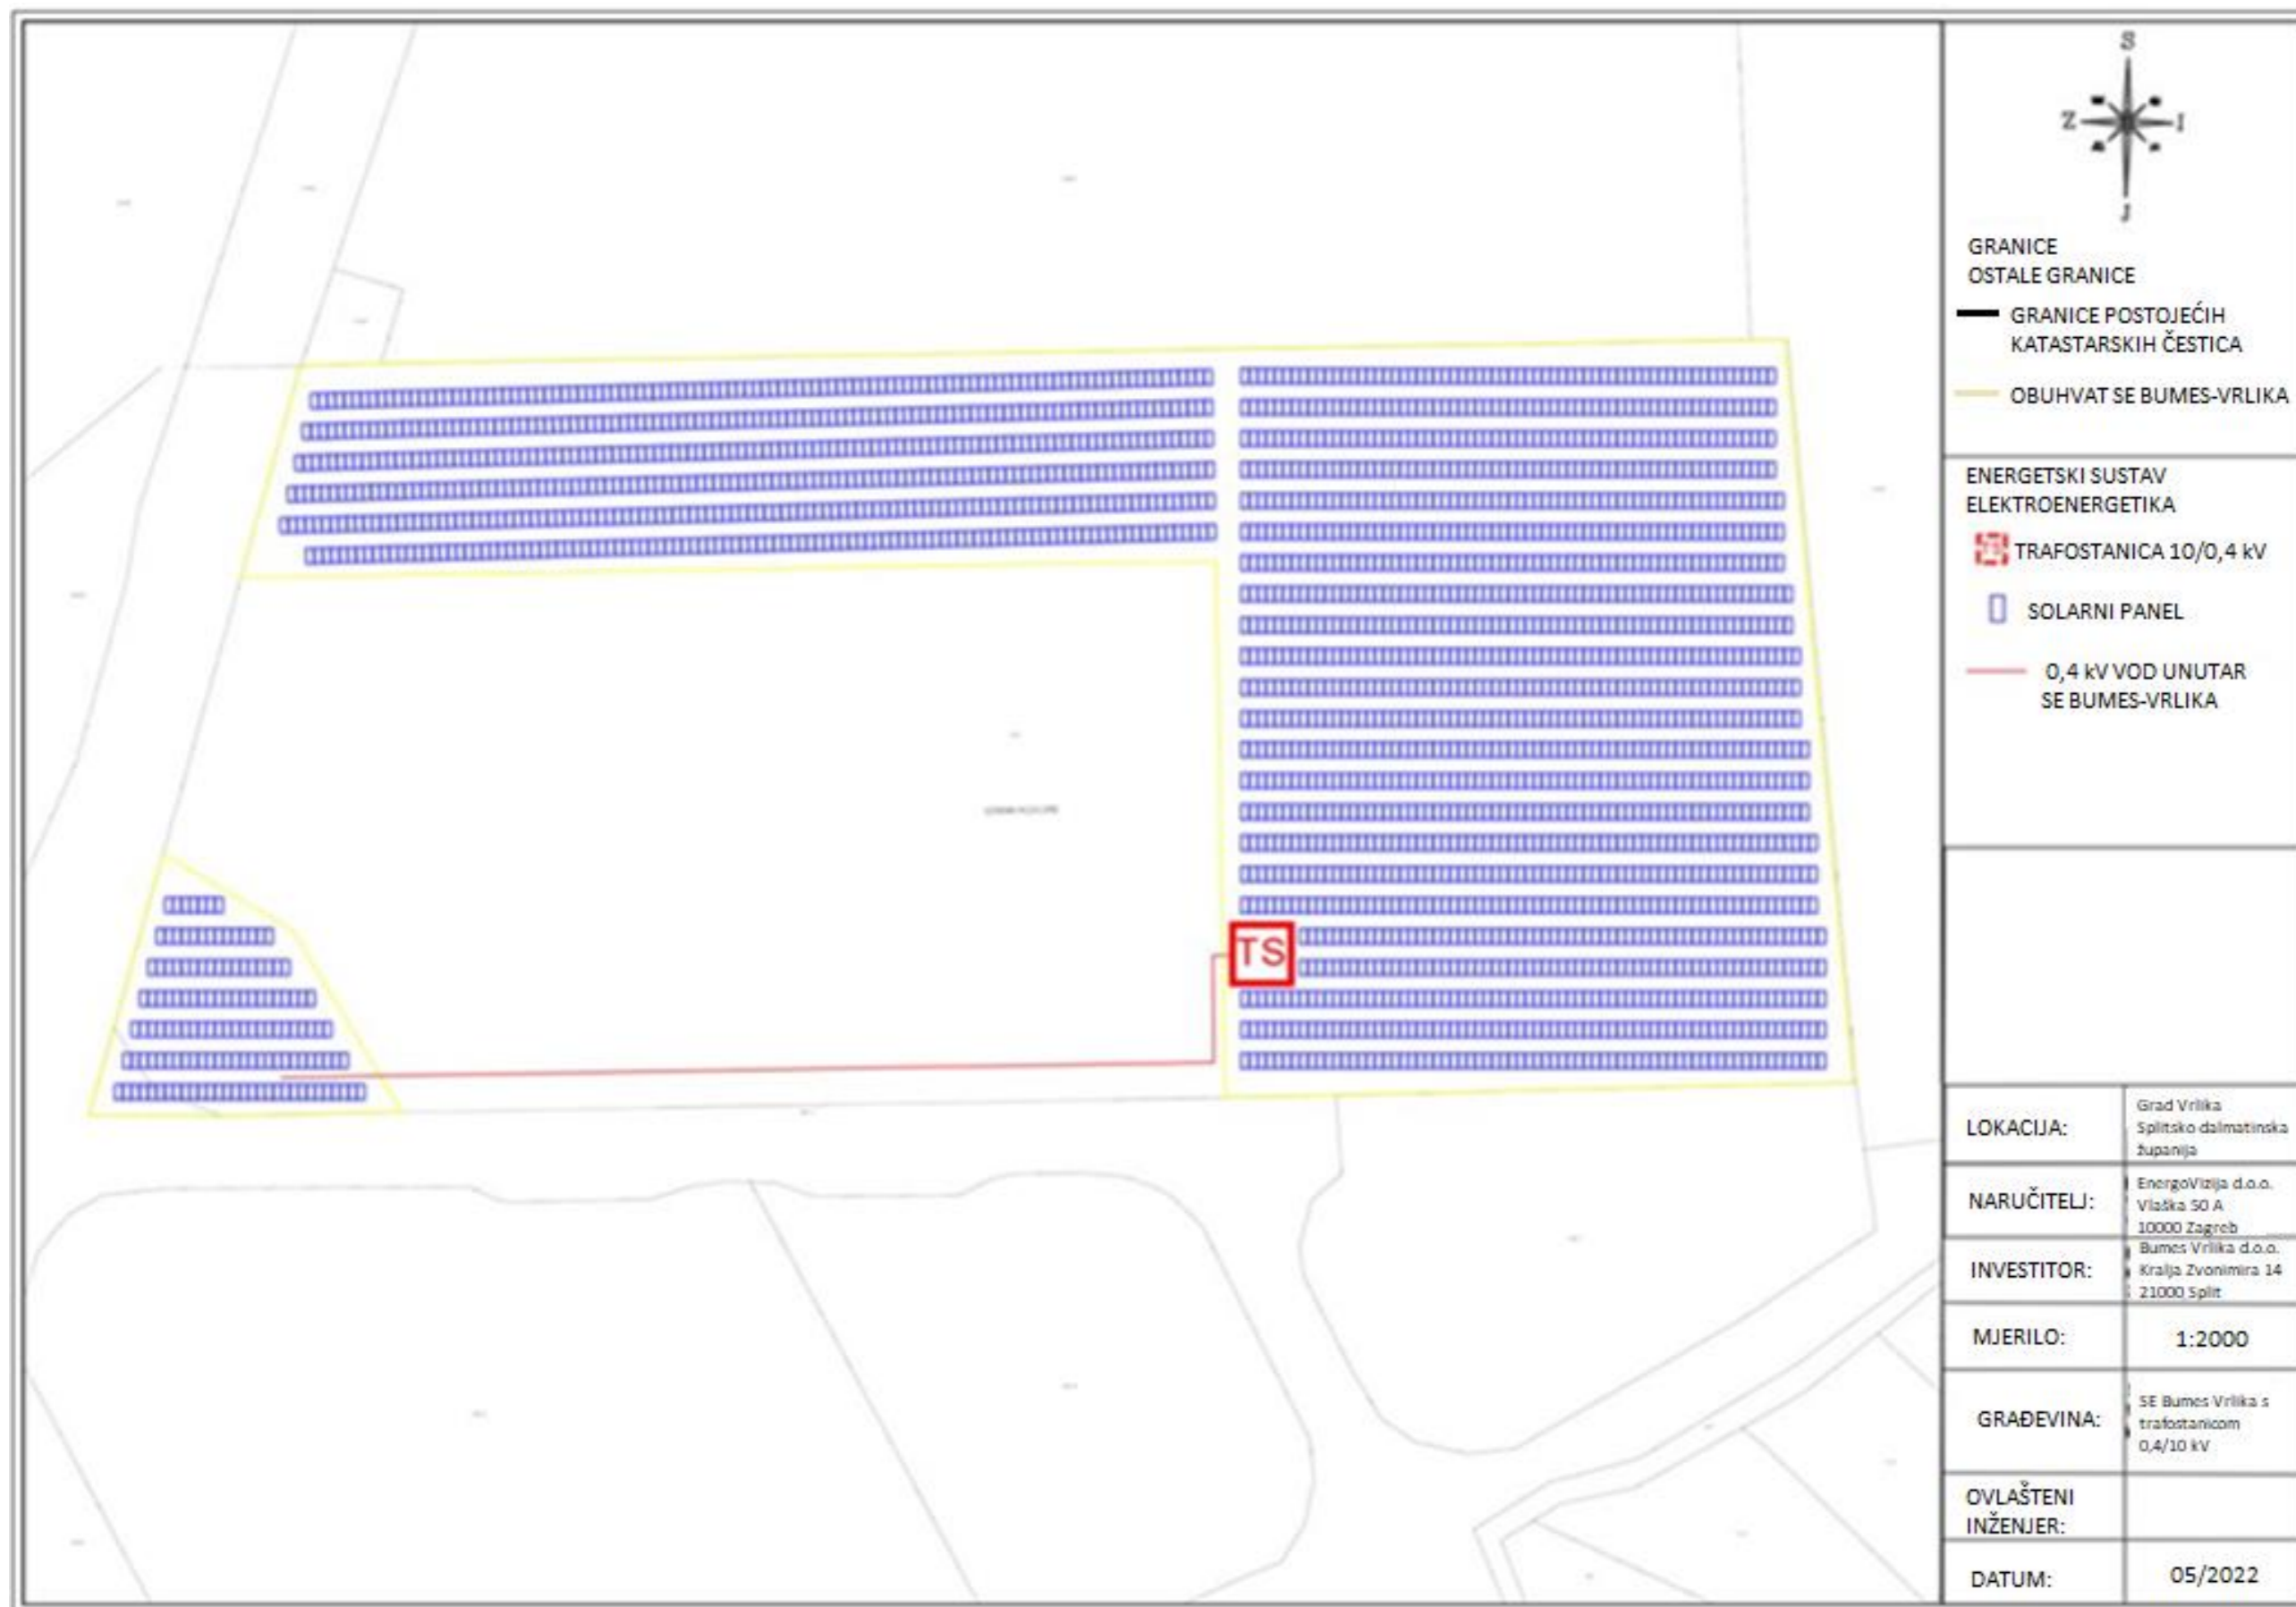 S
Z
I
J
GRANICE
OSTALE GRANICE
GRANICE POSTOJEĆIH
KATASTARSKIH ČESTICA
OBUHVAT SE BUMES-VRLIKA
ENERGETSKI SUSTAV
ELEKTROENERGETIKA
TS TRAFOSTANICA 10/0,4 kV
SOLARNI PANEL
0,4 kV VOD UNUTAR
SE BUMES-VRLIKA
TS
LOKACIJA:
Grad Vrlika
Splitsko dalmatinska
županija
NARUČITELJ:
EnergoVizija d.o.o.
Vlaška 50 A
10000 Zagreb
INVESTITOR:
Bumes Vrlika d.o.o.
Kralja Zvonimira 14
21000 Split
MJERILO:
1:2000
GRAĐEVINA:
SE Bumes-Vrlika s
trafostanicom
0,4/10 kV
OVLAŠTENI
INŽENJER:
DATUM:
05/2022